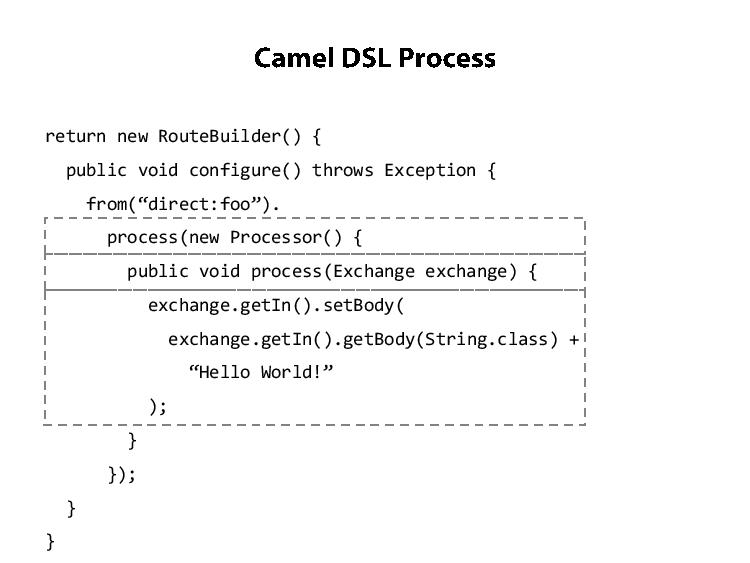 Camel DSL Process
return new RouteBuilder() {
public void configure() throws Exception {
from(“direct:foo”).
process(new Processor() {
public void process(Exchange exchange) {
exchange.getIn().setBody(
exchange.getIn().getBody(String.class) +
“Hello World!”
);
}
});
}
}